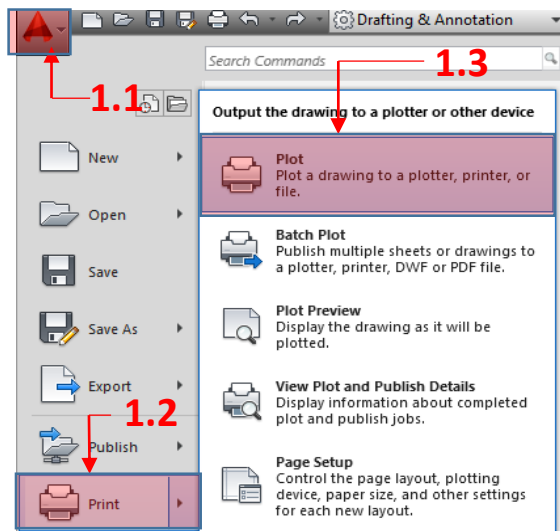 Drafting & Annotation
Search Commands
1.3
1.1
Output the drawing to a plotter or other device
New
Open
Save
Save As
Export
1.2
Publish
Print
Plot
Plot a drawing to a plotter, printer, or
file.
Batch Plot
Publish multiple sheets or drawings to
a plotter, printer, DWF or PDF file.
Plot Preview
Display the drawing as it will be
plotted.
View Plot and Publish Details
Display information about completed
plot and publish jobs.
Page Setup
Control the page layout, plotting
device, paper size, and other settings
for each new layout.